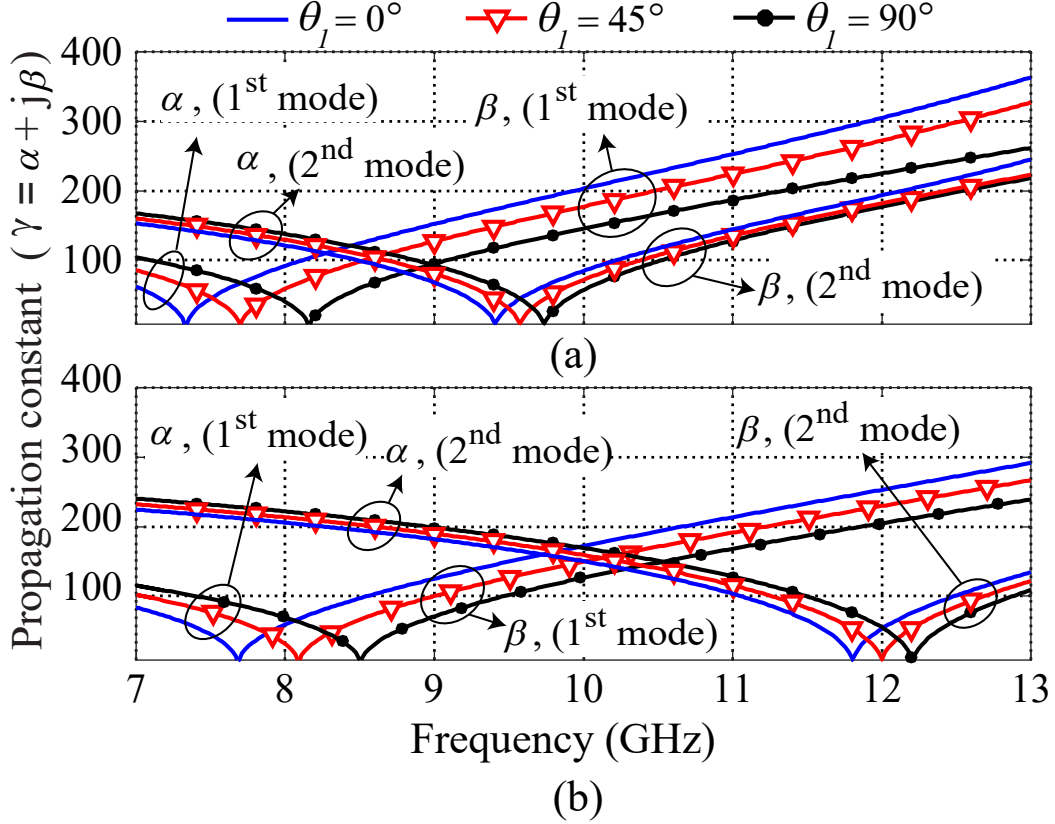 θ₁ = 0° θ₁ = 45° θ₁ = 90°
Propagation constant ( γ = α + jβ)
400
300
200
100
α , (1st mode)
α , (2nd mode)
β , (1st mode)
β , (2nd mode)
(a)
400
300
200
100
α , (1st mode)
α , (2nd mode)
β , (2nd mode)
β , (1st mode)
7 8 9 10 11 12 13
Frequency (GHz)
(b)